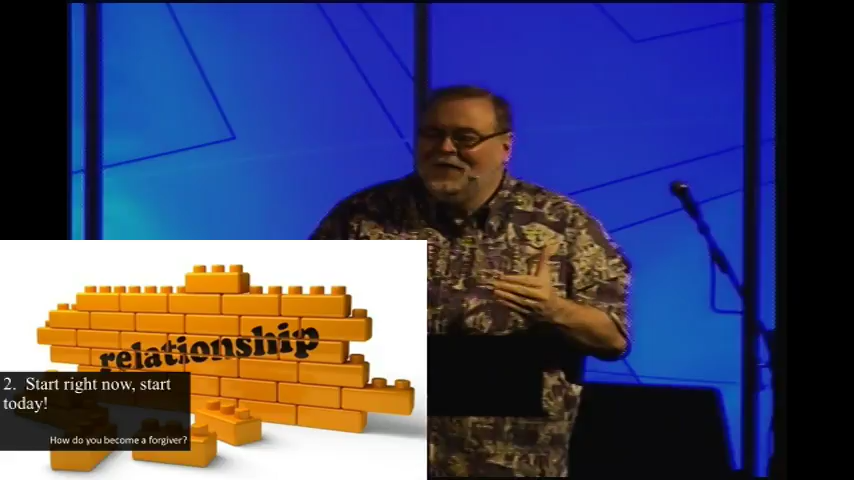 relationship
2. Start right now, start
today!
How do you become a forgiver?